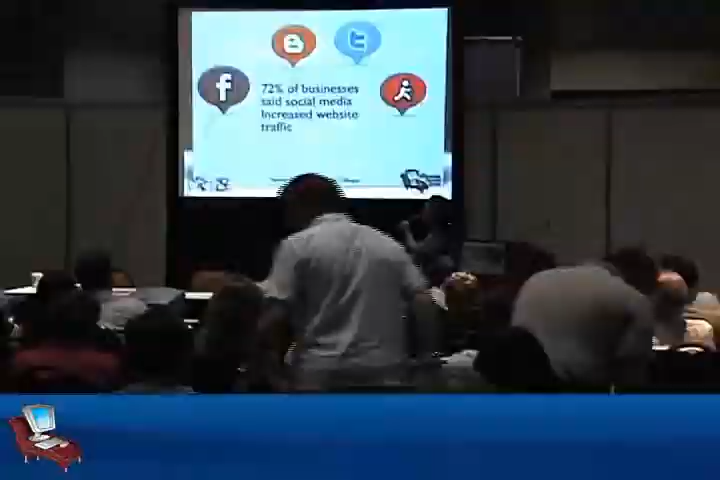 72% of businesses
said social media
Increased website
traffic